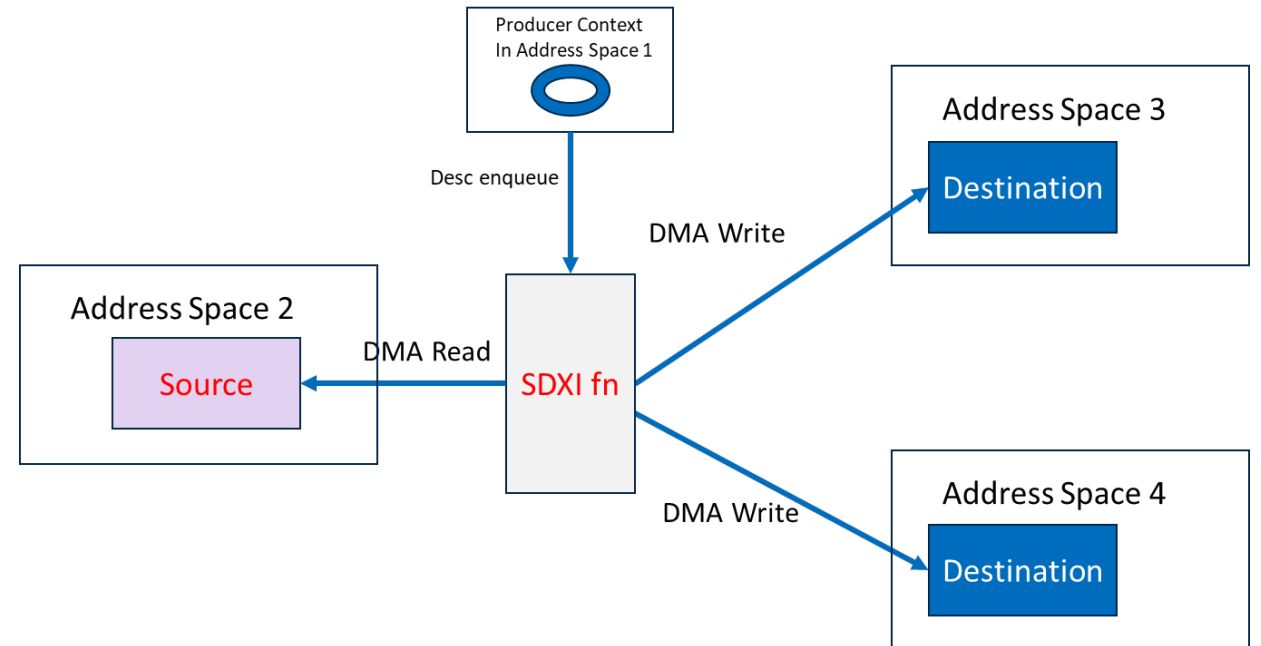 Producer Context
In Address Space 1
Address Space 3
Destination
Desc enqueue
DMA Write
Address Space 2
DMA Read
Source
SDXI fn
DMA Write
Address Space 4
Destination